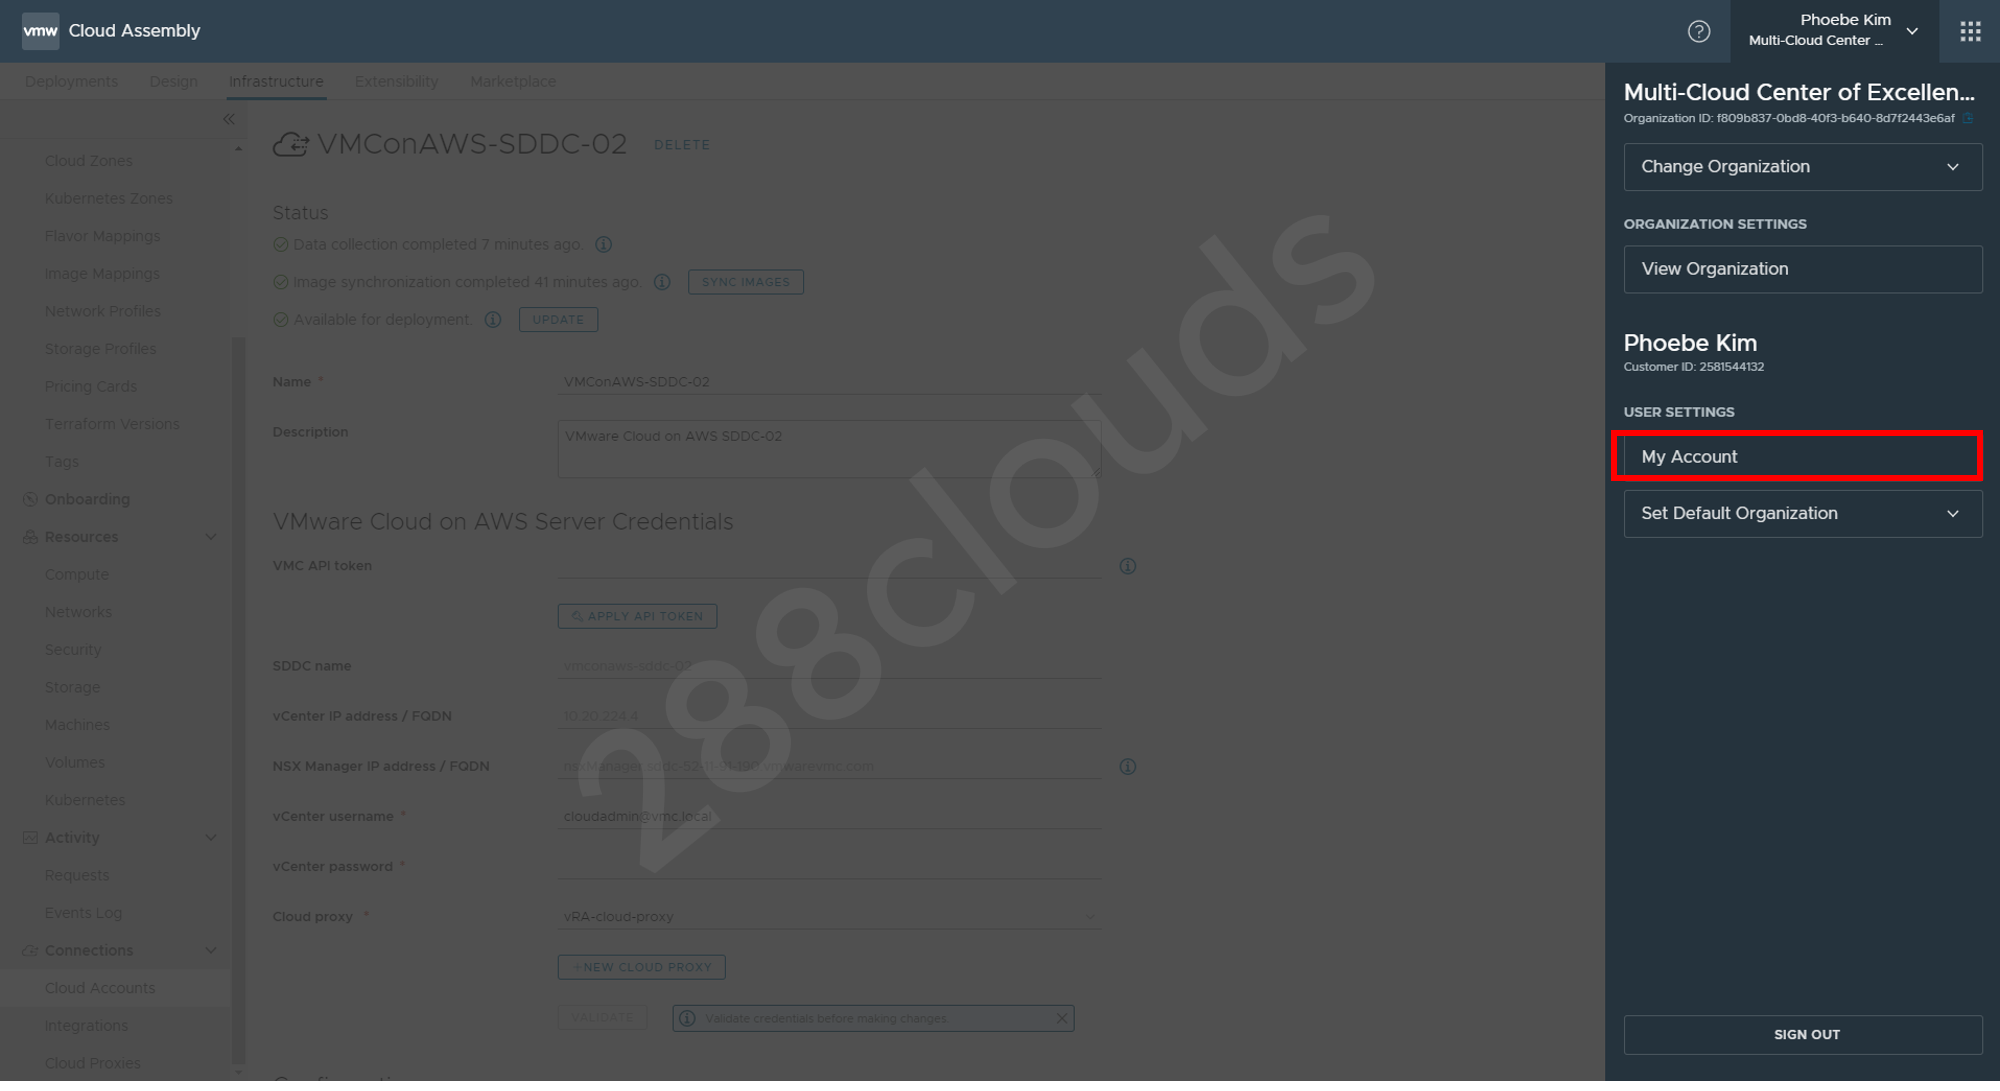 vmw Cloud Assembly
Phoebe Kim
Multi-Cloud Center ...
Deployments Design Infrastructure Extensibility Marketplace
Cloud Zones
Kubernetes Zones
Flavor Mappings
Image Mappings
Network Profiles
Storage Profiles
Pricing Cards
Terraform Versions
Tags
Onboarding
Resources
Compute
Networks
Security
Storage
Machines
Volumes
Kubernetes
Activity
Requests
Events Log
Connections
Cloud Accounts
Integrations
Cloud Proxies
VMConAWS-SDDC-02 DELETE
Status
Data collection completed 7 minutes ago.
Image synchronization completed 41 minutes ago. SYNC IMAGES
Available for deployment. UPDATE
Name * VMConAWS-SDDC-02
Description VMware Cloud on AWS SDDC-02
VMware Cloud on AWS Server Credentials
VMC API token
APPLY API TOKEN
SDDC name vmconaws-sddc-02
vCenter IP address / FQDN 10.20.224.4
NSX Manager IP address / FQDN nsxManager.sddc-52-11-91-190.vmwarevmc.com
vCenter username * cloudadmin@vmc.local
vCenter password *
Cloud proxy * vRA-cloud-proxy
+NEW CLOUD PROXY
VALIDATE Validate credentials before making changes.
288clouds
Multi-Cloud Center of Excellen...
Organization ID: f809b837-0bd8-40f3-b640-8d7f2443e6af
Change Organization
ORGANIZATION SETTINGS
View Organization
Phoebe Kim
Customer ID: 2581544132
USER SETTINGS
My Account
Set Default Organization
SIGN OUT